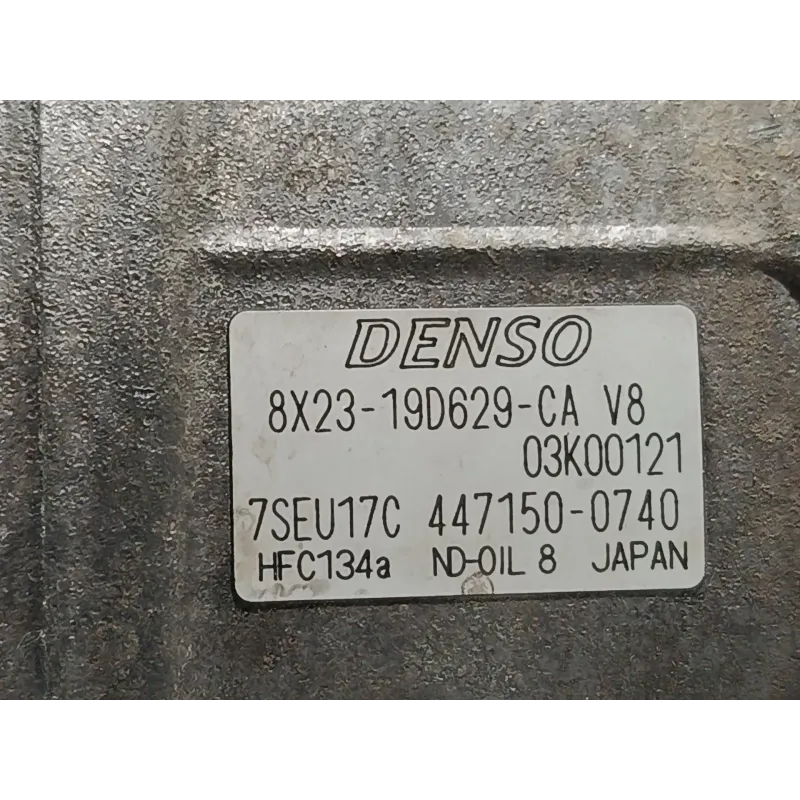 DENSO
8X23-19D629-CA V8
03K00121
7SEU17C 447150-0740
HFC134a ND-OIL 8 JAPAN